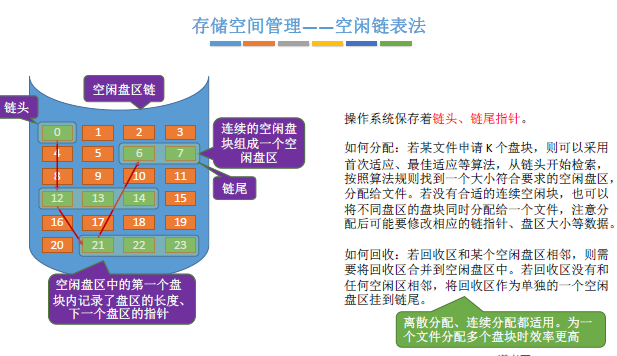 存储空间管理——空闲链表法
空闲盘区链
链头
0 1 2 3
4 5 6 7
8 9 10 11
12 13 14 15
16 17 18 19
20 21 22 23
连续的空闲盘
块组成一个空
闲盘区
链尾
空闲盘区中的第一个盘
块内记录了盘区的长度、
下一个盘区的指针
操作系统保存着链头、链尾指针。
如何分配：若某文件申请 K 个盘块，则可以采用
首次适应、最佳适应等算法，从链头开始检索，
按照算法规则找到一个大小符合要求的空闲盘区，
分配给文件。若没有合适的连续空闲块，也可以
将不同盘区的盘块同时分配给一个文件，注意分
配后可能要修改相应的链指针、盘区大小等数据。
如何回收：若回收区和某个空闲盘区相邻，则需
要将回收区合并到空闲盘区中。若回收区没有和
任何空闲区相邻，将回收区作为单独的一个空闲
盘区挂到链尾。
离散分配、连续分配都适用。为一
个文件分配多个盘块时效率更高